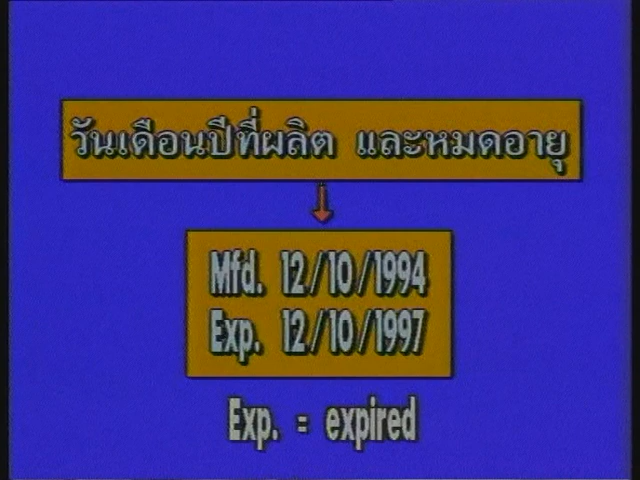 วันเดือนปีที่ผลิต และหมดอายุ
Mfd. 12/10/1994
Exp. 12/10/1997
Exp. = expired